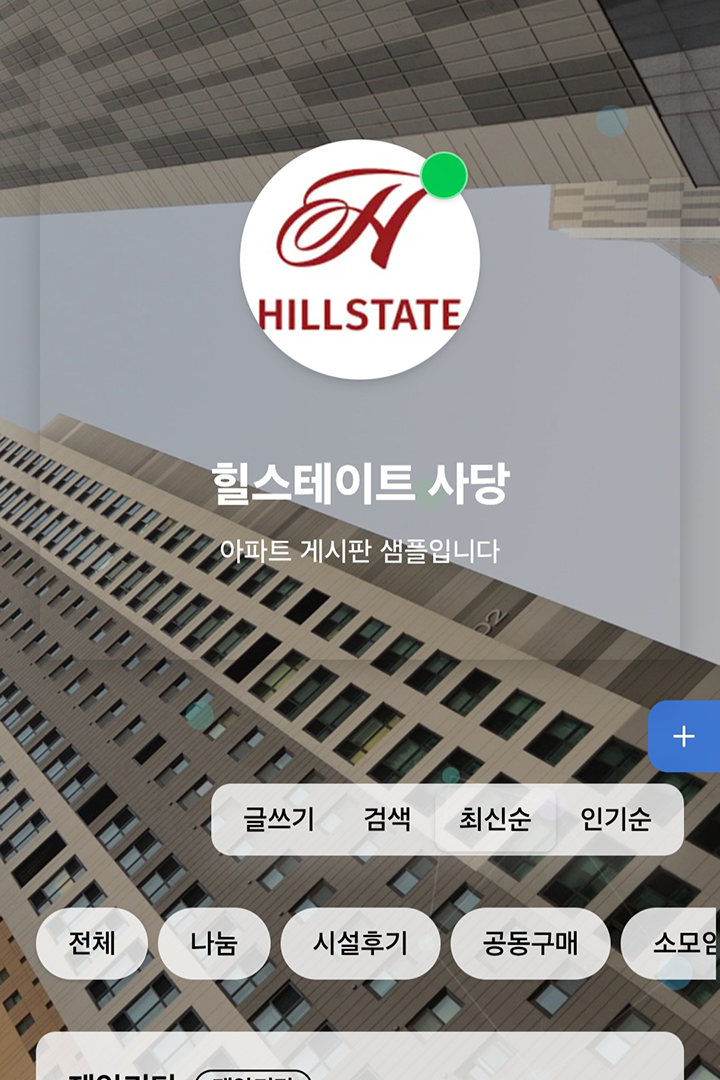 H
HILLSTATE
힐스테이트 사당
아파트 게시판 샘플입니다
+
글쓰기 검색 최신순 인기순
전체 나눔 시설후기 공동구매 소모임